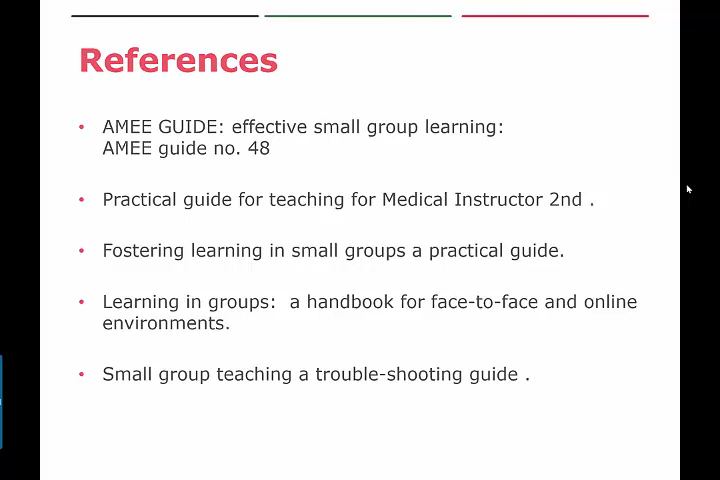 References
• AMEE GUIDE: effective small group learning:
AMEE guide no. 48
• Practical guide for teaching for Medical Instructor 2nd .
• Fostering learning in small groups a practical guide.
• Learning in groups:  a handbook for face-to-face and online
environments.
• Small group teaching a trouble-shooting guide .